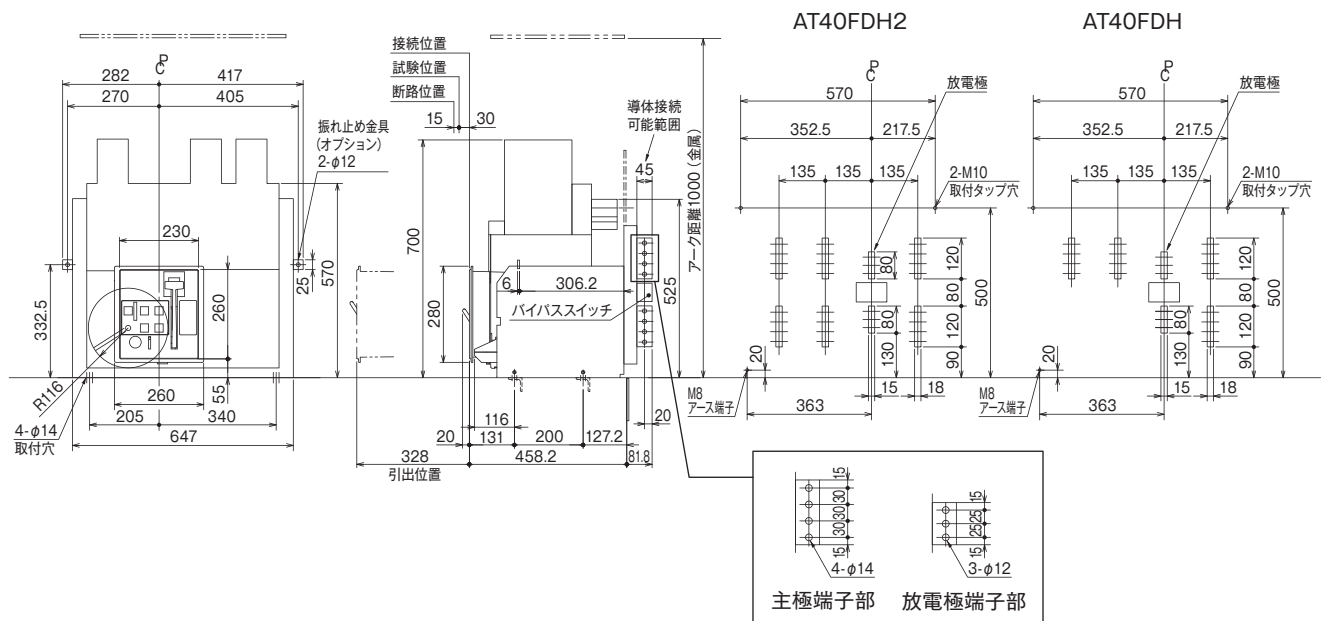 AT40FDH2
AT40FDH
接続位置
試験位置
断路位置
15
30
CP
282
417
270
405
振れ止め金具
(オプション)
2-φ12
230
260
25
570
332.5
R116
55
260
205
340
4-φ14
取付穴
647
700
280
6
306.2
バイパススイッチ
導体接続
可能範囲
45
525
アーク距離1000(金属)
116
20
131
200
127.2
20
328
458.2
81.8
引出位置
CP
570
放電極
352.5
217.5
135
135
135
2-M10
取付タップ穴
80
120
80
500
80
120
130
90
20
15
18
M8
アース端子
363
CP
570
放電極
352.5
217.5
135
135
135
2-M10
取付タップ穴
120
80
500
80
120
130
90
20
15
18
M8
アース端子
363
15
30
30
30
15
4-φ14
主極端子部
15
25
25
15
3-φ12
放電極端子部